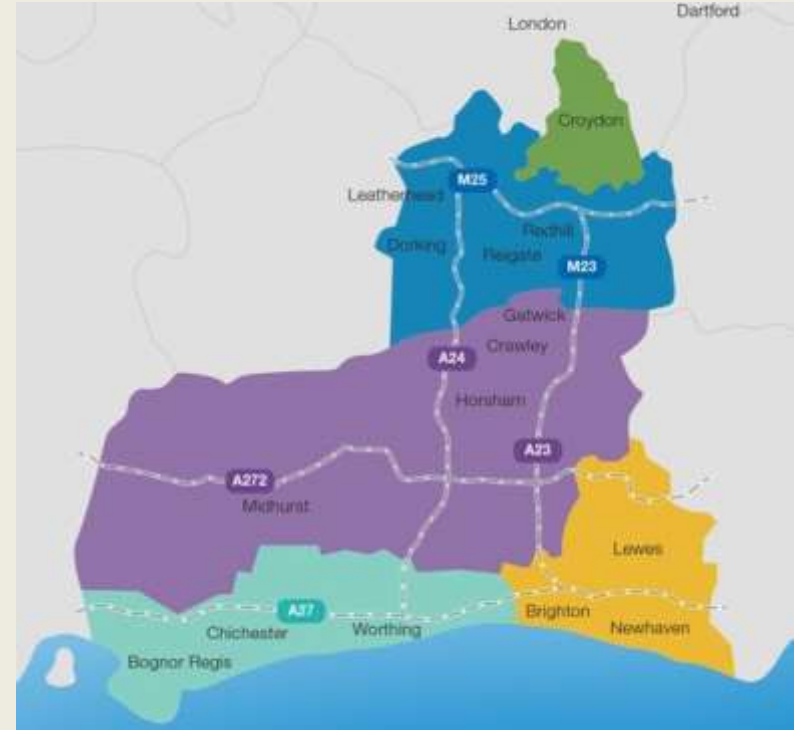 Dartford
London
Croydon
M25
Leatherhead
Redhill
Dorking
Reigate
M23
Gatwick
Crawley
A24
Horsham
A23
A272
Midhurst
Lewes
A27
Brighton
Worthing
Newhaven
Chichester
Bognor Regis